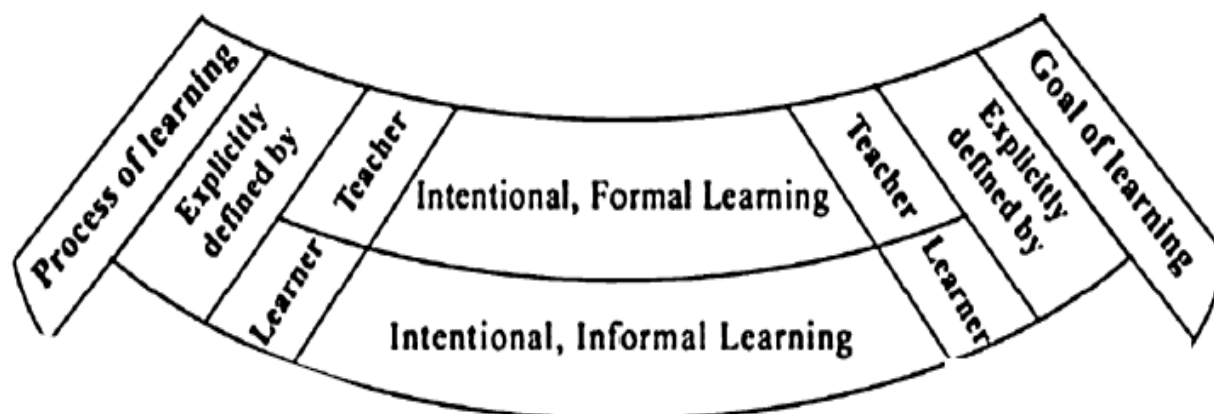 Process of learning
Explicitly
defined by
Teacher
Learner
Intentional, Formal Learning
Intentional, Informal Learning
Teacher
Learner
Explicitly
defined by
Goal of learning